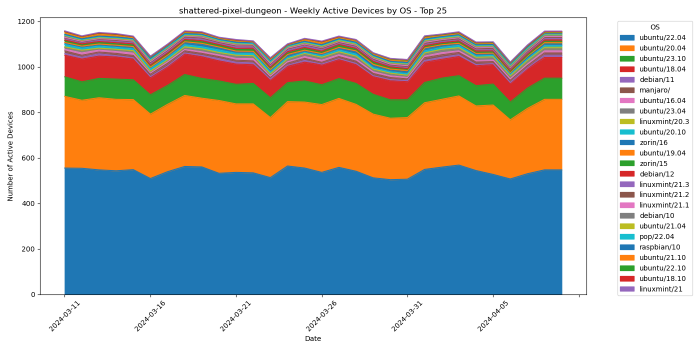 shattered-pixel-dungeon - Weekly Active Devices by OS - Top 25
Number of Active Devices
1200
1000
800
600
400
200
0
2024-03-11
2024-03-16
2024-03-21
2024-03-26
2024-03-31
2024-04-05
Date
OS
ubuntu/22.04
ubuntu/20.04
ubuntu/23.10
ubuntu/18.04
debian/11
manjaro/
ubuntu/16.04
ubuntu/23.04
linuxmint/20.3
ubuntu/20.10
zorin/16
ubuntu/19.04
zorin/15
debian/12
linuxmint/21.3
linuxmint/21.2
linuxmint/21.1
debian/10
ubuntu/21.04
pop/22.04
raspbian/10
ubuntu/21.10
ubuntu/22.10
ubuntu/18.10
linuxmint/21